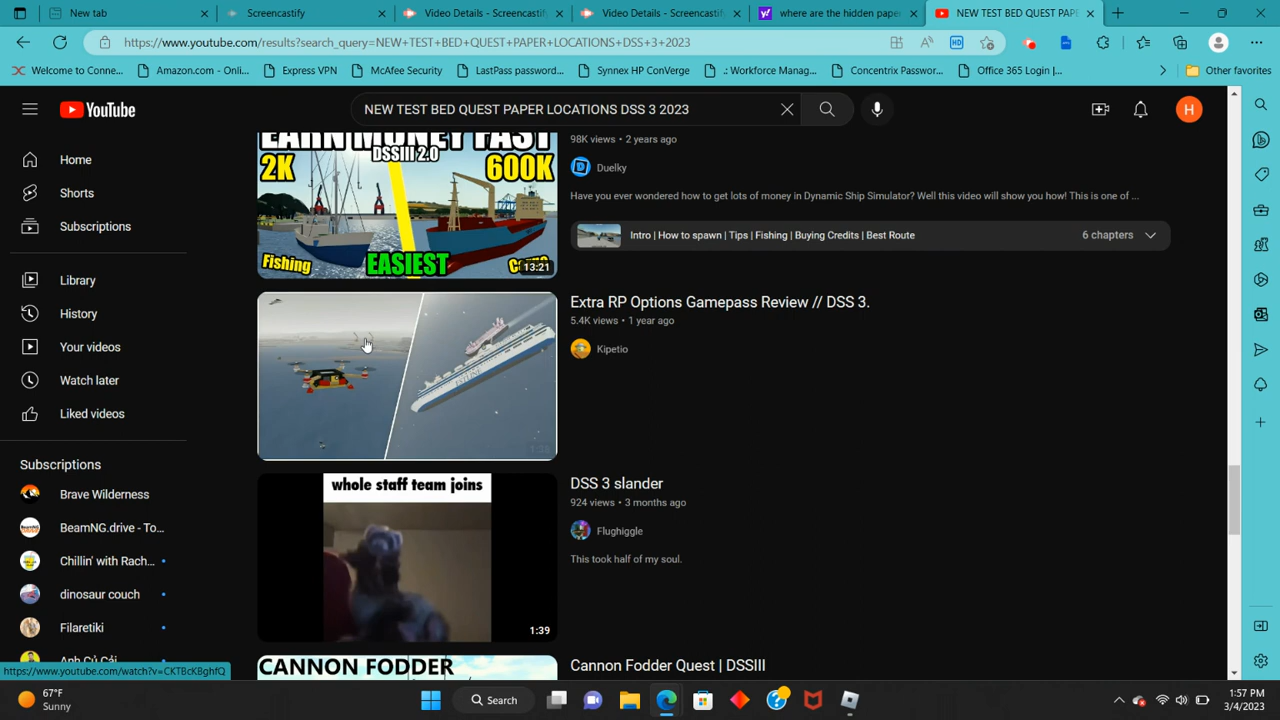 New tab
Screencastify
Video Details - Screencastif
Video Details - Screencastif
where are the hidden pape
NEW TEST BED QUEST PAPE
https://www.youtube.com/results?search_query=NEW+TEST+BED+QUEST+PAPER+LOCATIONS+DSS+3+2023
Welcome to Conne...
Amazon.com - Onli...
Express VPN
McAfee Security
LastPass password...
Synnex HP ConVerge
.: Workforce Manag...
Concentrix Passwor...
Office 365 Login |...
Other favorites
YouTube
NEW TEST BED QUEST PAPER LOCATIONS DSS 3 2023
H
Home
Shorts
Subscriptions
Library
History
Your videos
Watch later
Liked videos
Subscriptions
Brave Wilderness
BeamNG.drive - To...
Chillin' with Rach...
dinosaur couch
Filaretiki
Anh Củ Cải
EARN MONEY FAST
DSSIII 2.0
2K
600K
Fishing
EASIEST
13:21
98K views • 2 years ago
Duelky
Have you ever wondered how to get lots of money in Dynamic Ship Simulator? Well this video will show you how! This is one of ...
Intro | How to spawn | Tips | Fishing | Buying Credits | Best Route
6 chapters
Extra RP Options Gamepass Review // DSS 3.
5.4K views • 1 year ago
Kipetio
whole staff team joins
1:39
DSS 3 slander
924 views • 3 months ago
Flughiggle
This took half of my soul.
CANNON FODDER
Cannon Fodder Quest | DSSIII
https://www.youtube.com/watch?v=CKTBcKBghfQ
67°F
Sunny
Search
1:57 PM
3/4/2023